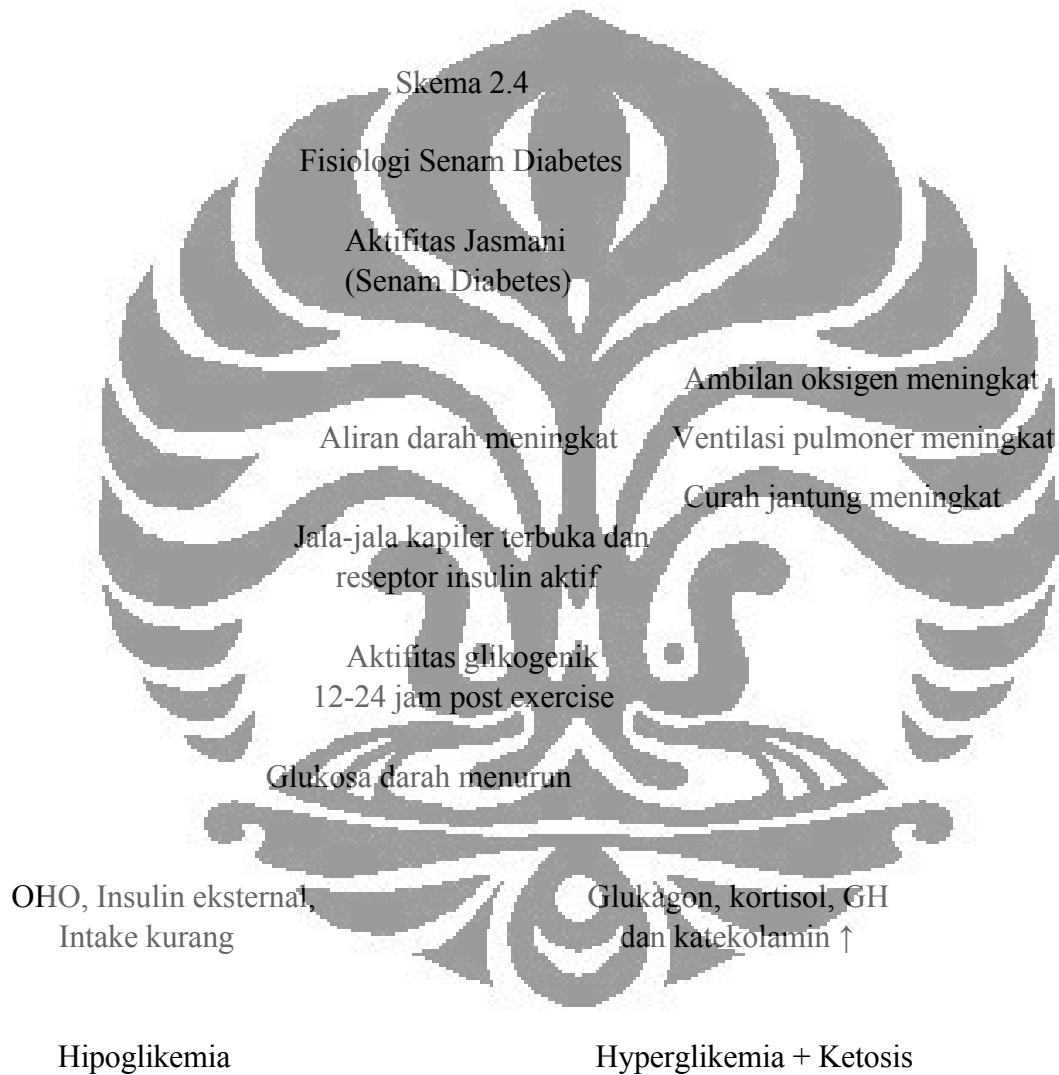 Skema 2.4
Fisiologi Senam Diabetes
Aktifitas Jasmani
(Senam Diabetes)
Ambilan oksigen meningkat
Aliran darah meningkat
Ventilasi pulmoner meningkat
Curah jantung meningkat
Jala-jala kapiler terbuka dan
reseptor insulin aktif
Aktifitas glikogenik
12-24 jam post exercise
Glukosa darah menurun
OHO, Insulin eksternal,
Intake kurang
Glukagon, kortisol, GH
dan katekolamin ↑
Hipoglikemia
Hyperglikemia + Ketosis